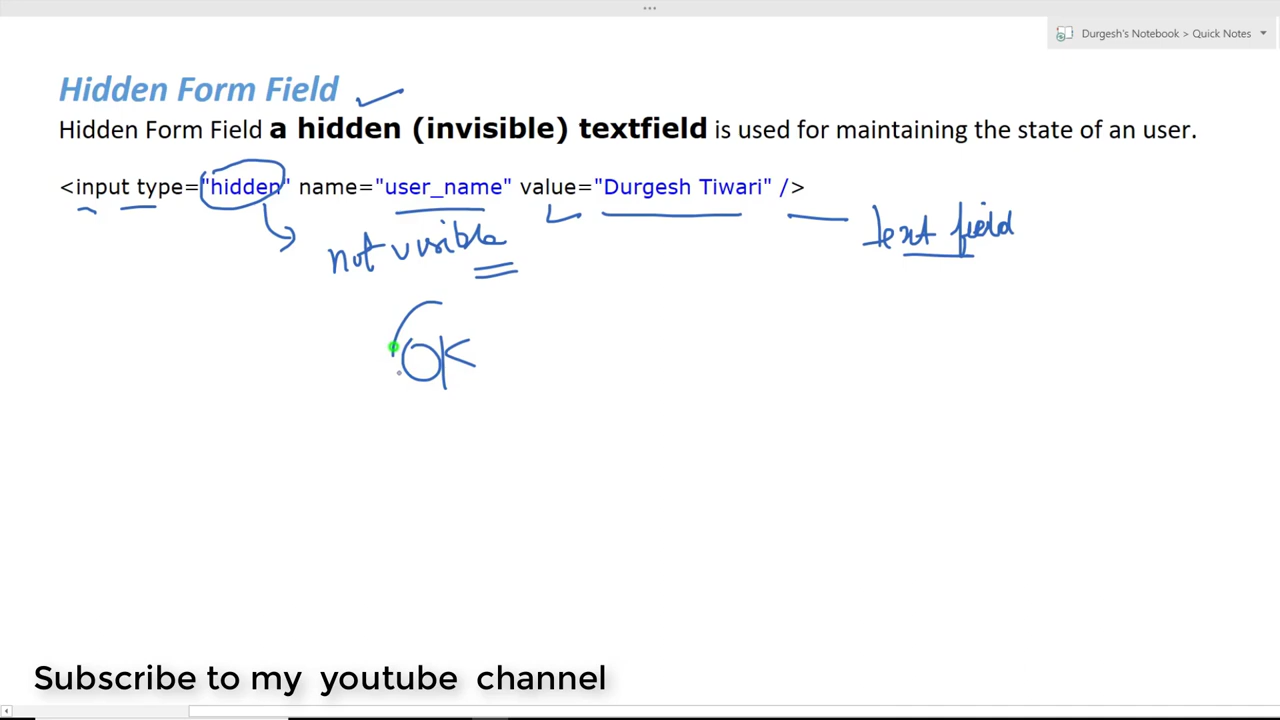 Durgesh's Notebook > Quick Notes
Hidden Form Field
Hidden Form Field a hidden (invisible) textfield is used for maintaining the state of an user.
<input type="hidden" name="user_name" value="Durgesh Tiwari" />
text field
not visible
OK
Subscribe to my youtube channel